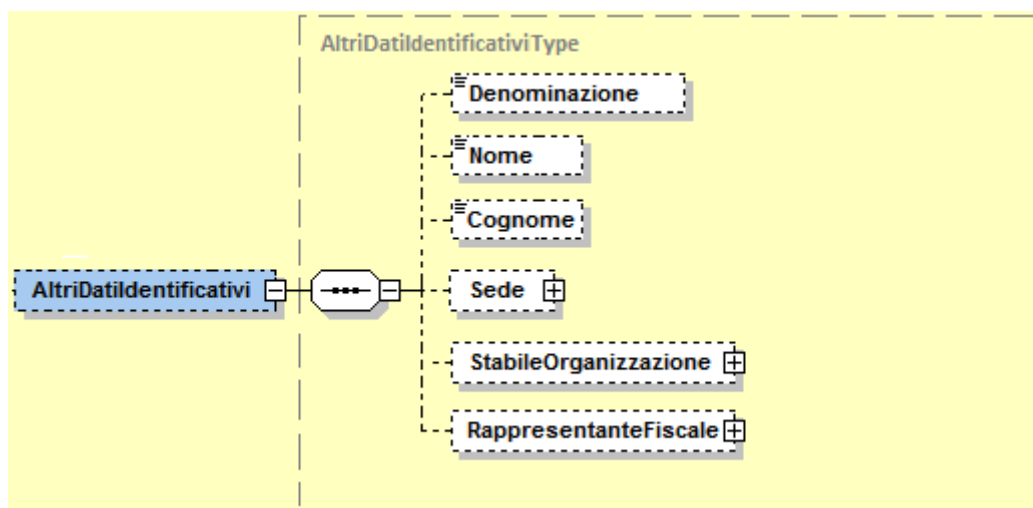 AltriDatiIdentificativiType
Denominazione
Nome
Cognome
AltriDatiIdentificativi
Sede
StabileOrganizzazione
RappresentanteFiscale